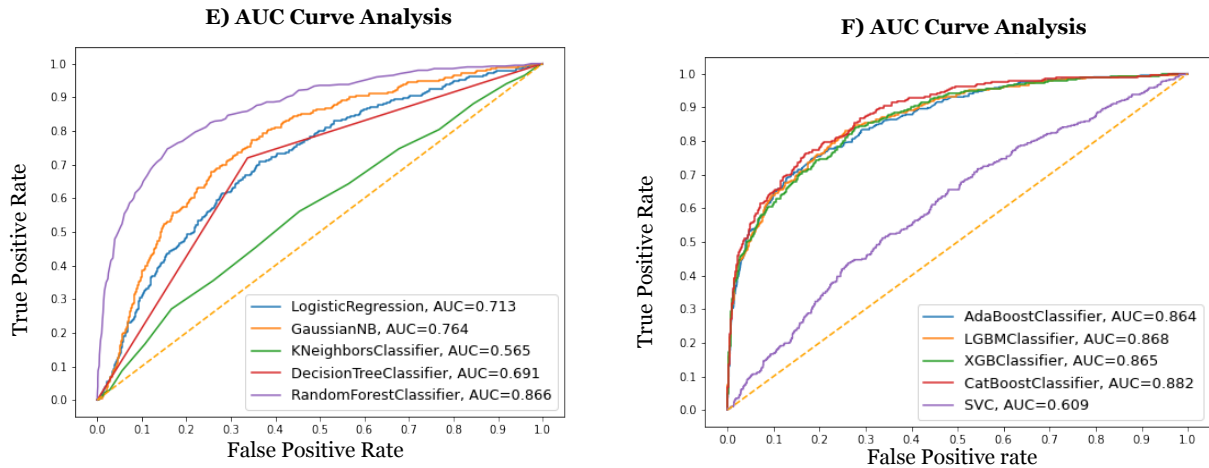 E) AUC Curve Analysis
True Positive Rate
1.0
0.9
0.8
0.7
0.6
0.5
0.4
0.3
0.2
0.1
0.0
LogisticRegression, AUC=0.713
GaussianNB, AUC=0.764
KNeighborsClassifier, AUC=0.565
DecisionTreeClassifier, AUC=0.691
RandomForestClassifier, AUC=0.866
0.0 0.1 0.2 0.3 0.4 0.5 0.6 0.7 0.8 0.9 1.0
False Positive Rate
F) AUC Curve Analysis
True Positive Rate
1.0
0.9
0.8
0.7
0.6
0.5
0.4
0.3
0.2
0.1
0.0
AdaBoostClassifier, AUC=0.864
LGBMClassifier, AUC=0.868
XGBClassifier, AUC=0.865
CatBoostClassifier, AUC=0.882
SVC, AUC=0.609
0.0 0.1 0.2 0.3 0.4 0.5 0.6 0.7 0.8 0.9 1.0
False Positive rate